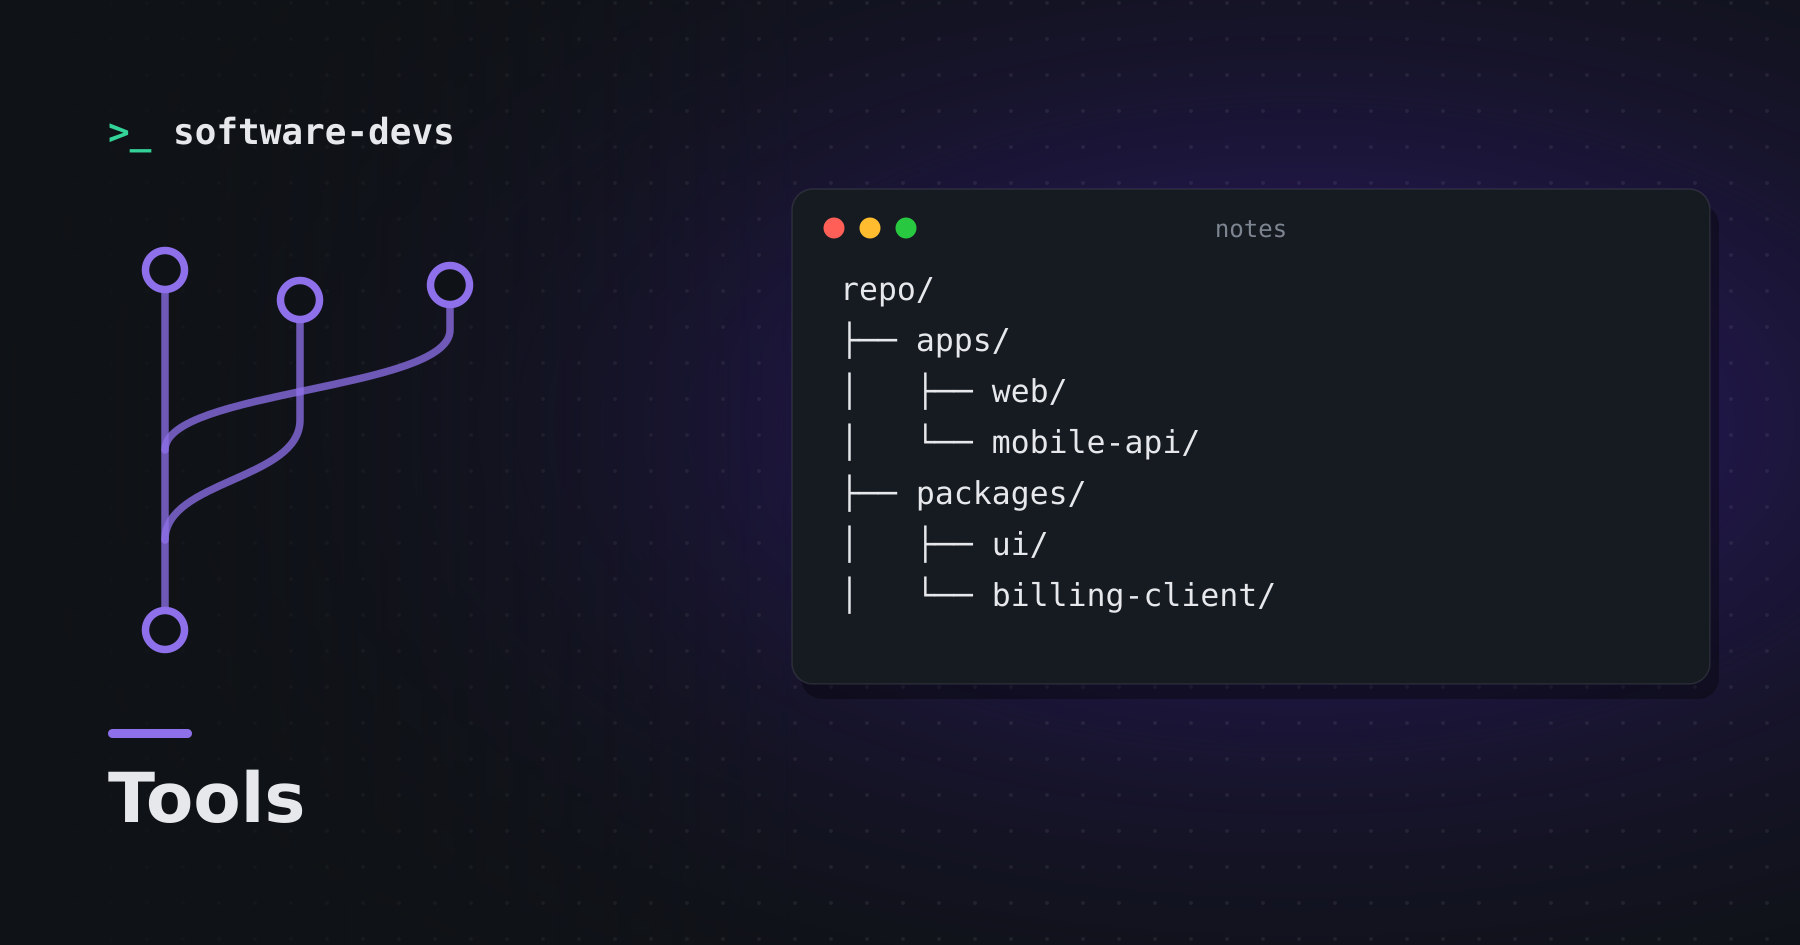 >_ software-devs
Tools
notes
repo/
├── apps/
│   ├── web/
│   └── mobile-api/
├── packages/
│   ├── ui/
│   └── billing-client/